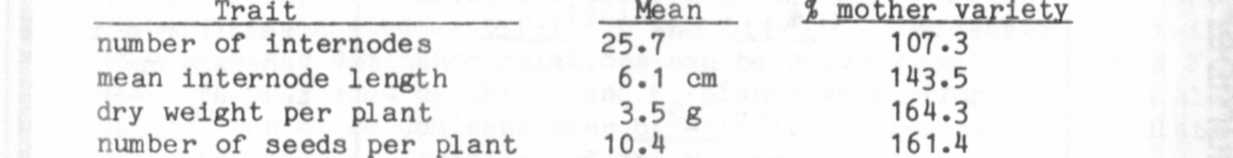 Trait Mean % mother variety
number of internodes 25.7 107.3
mean internode length 6.1 cm 143.5
dry weight per plant 3.5 g 164.3
number of seeds per plant 10.4 161.4